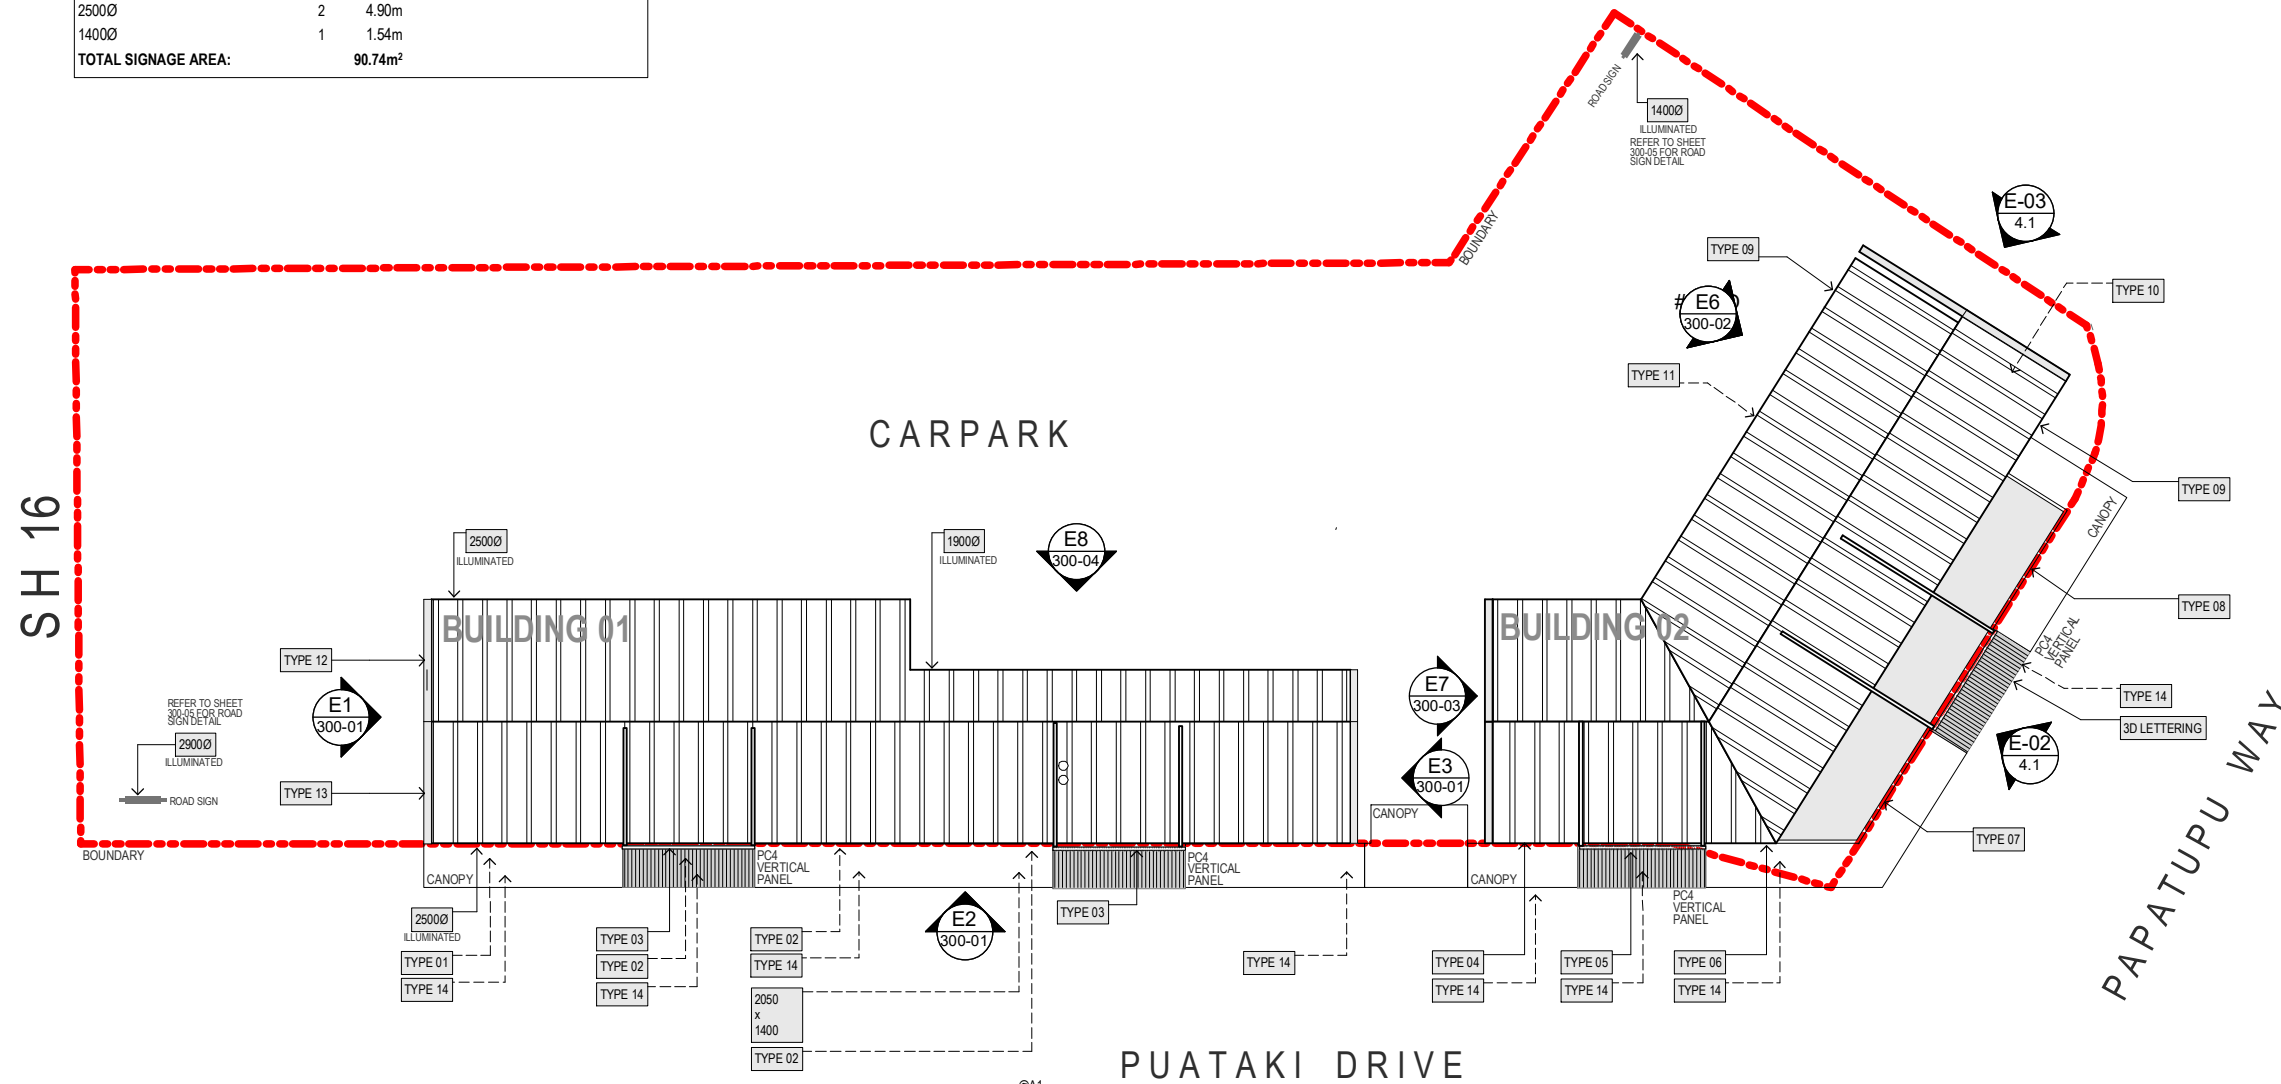 2500Ø 2 4.90m
1400Ø 1 1.54m
TOTAL SIGNAGE AREA: 90.74m²
ROAD SIGN
1400Ø
ILLUMINATED
REFER TO SHEET
300-05 FOR ROAD
SIGN DETAIL
BOUNDARY
E-03
4.1
TYPE 09
TYPE 10
E6
300-02
TYPE 11
CARPARK
SH 16
TYPE 09
CANOPY
2500Ø
ILLUMINATED
1900Ø
ILLUMINATED
E8
300-04
BUILDING 01
BUILDING 02
TYPE 08
PC4
VERTICAL
PANEL
TYPE 12
E1
300-01
E7
300-03
TYPE 14
3D LETTERING
REFER TO SHEET
300-05 FOR ROAD
SIGN DETAIL
2900Ø
ILLUMINATED
E-02
4.1
E3
300-01
TYPE 13
ROAD SIGN
CANOPY
TYPE 07
PAPATUPU WAY
BOUNDARY
CANOPY
PC4
VERTICAL
PANEL
PC4
VERTICAL
PANEL
CANOPY
PC4
VERTICAL
PANEL
2500Ø
ILLUMINATED
TYPE 01
TYPE 14
TYPE 03
TYPE 02
TYPE 14
TYPE 02
TYPE 14
2050
x
1400
TYPE 02
E2
300-01
TYPE 03
TYPE 14
TYPE 04
TYPE 14
TYPE 05
TYPE 14
TYPE 06
TYPE 14
PUATAKI DRIVE